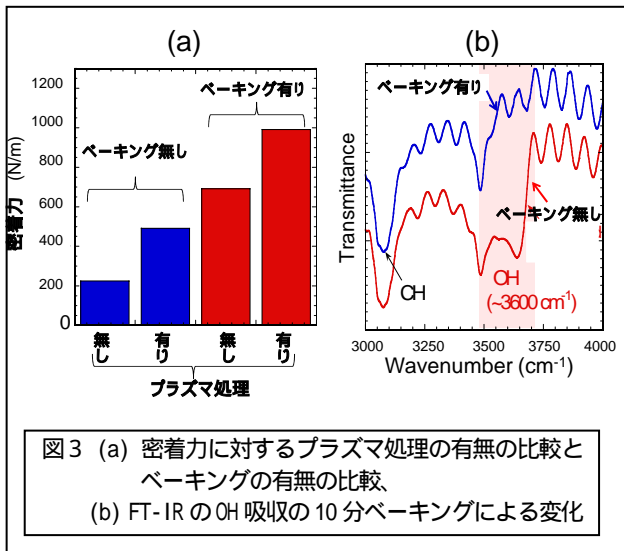 (a)
1200
1000
800
600
400
200
0
密着力 (N/m)
ベーキング無し
ベーキング有り
無し
有り
無し
有り
プラズマ処理
(b)
Transmittance
ベーキング有り
ベーキング無し
OH
OH
(~3600 cm-1)
3000 3250 3500 3750 4000
Wavenumber (cm-1)
図3 (a) 密着力に対するプラズマ処理の有無の比較と
ベーキングの有無の比較、
(b) FT-IRのOH吸収の10分ベーキングによる変化